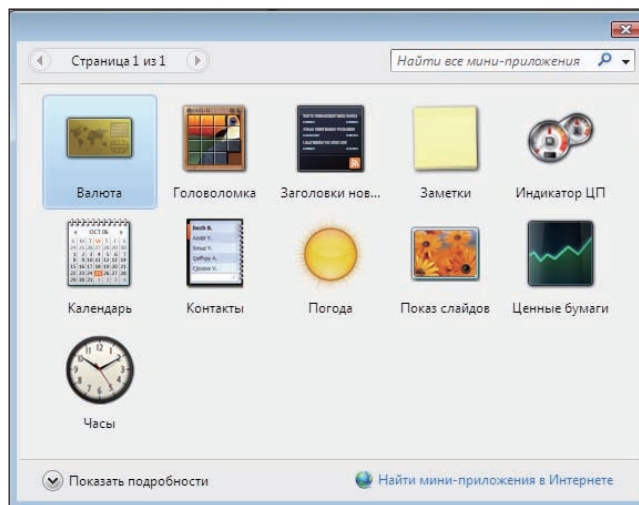 Страница 1 из 1
Найти все мини-приложения
Валюта
Головоломка
Заголовки нов...
Заметки
Индикатор ЦП
Календарь
Контакты
Погода
Показ слайдов
Ценные бумаги
Часы
Показать подробности
Найти мини-приложения в Интернете